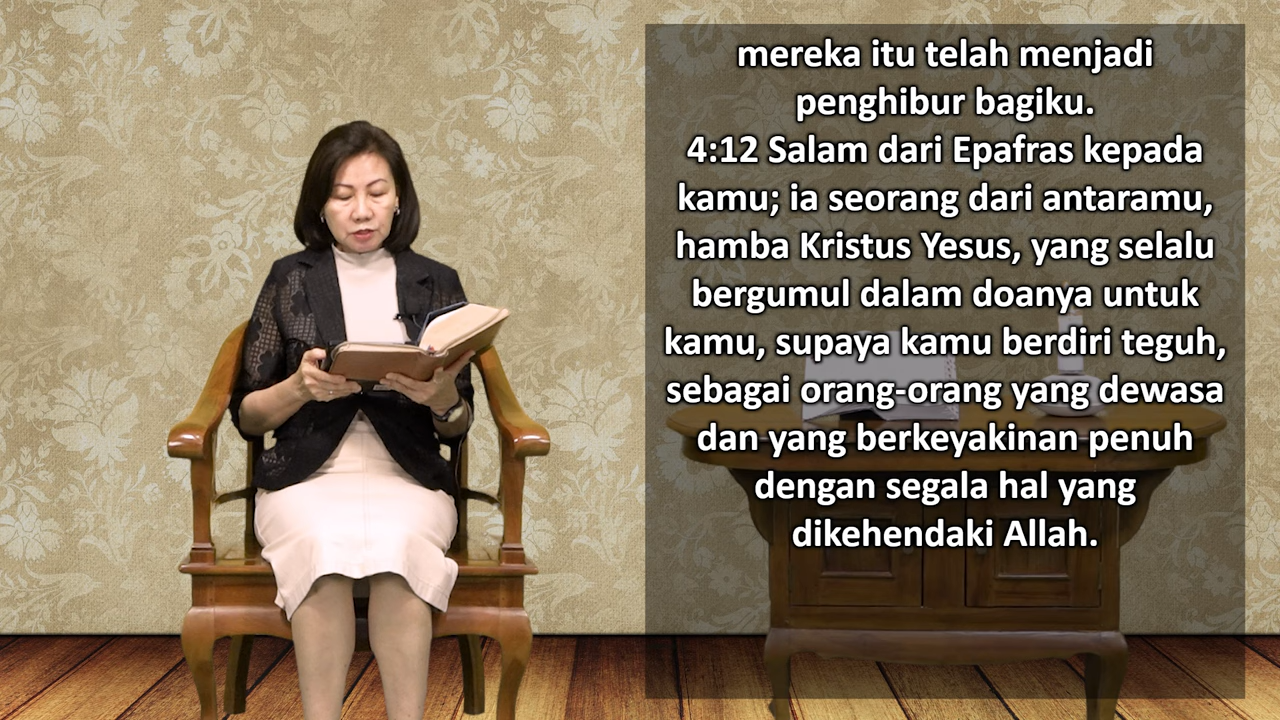 mereka itu telah menjadi
penghibur bagiku.
4:12 Salam dari Epafras kepada
kamu; ia seorang dari antaramu,
hamba Kristus Yesus, yang selalu
bergumul dalam doanya untuk
kamu, supaya kamu berdiri teguh,
sebagai orang-orang yang dewasa
dan yang berkeyakinan penuh
dengan segala hal yang
dikehendaki Allah.